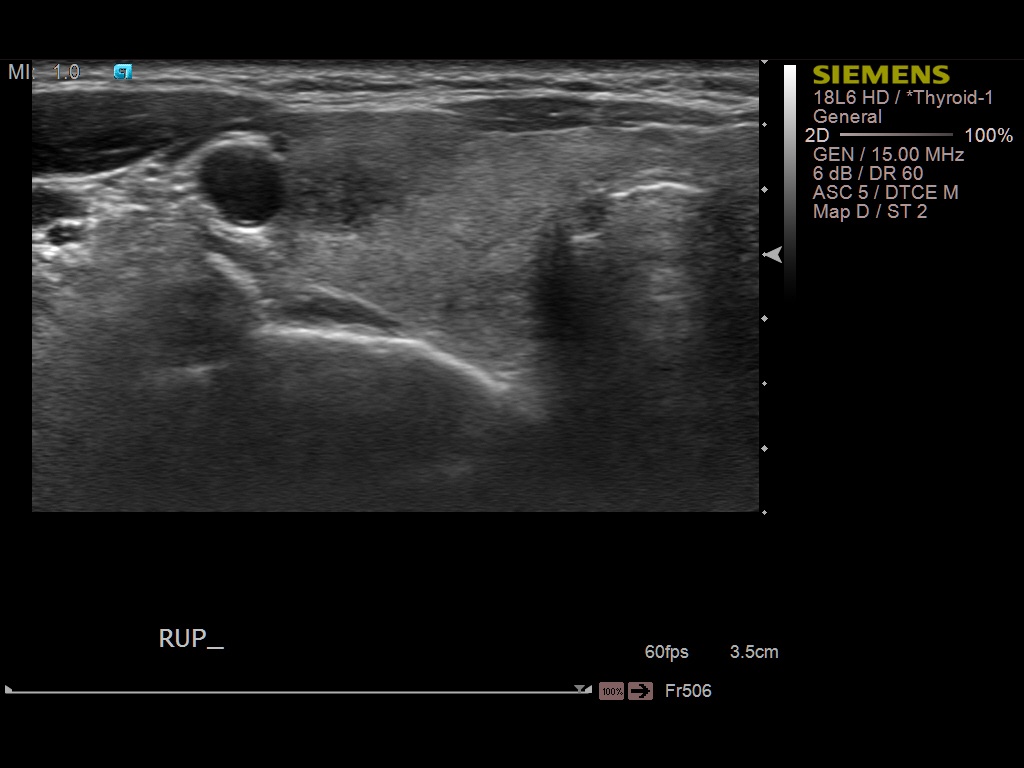 MI: 1.0
SIEMENS
18L6 HD / *Thyroid-1
General
2D 100%
GEN / 15.00 MHz
6 dB / DR 60
ASC 5 / DTCE M
Map D / ST 2
RUP_
60fps 3.5cm
100% Fr506